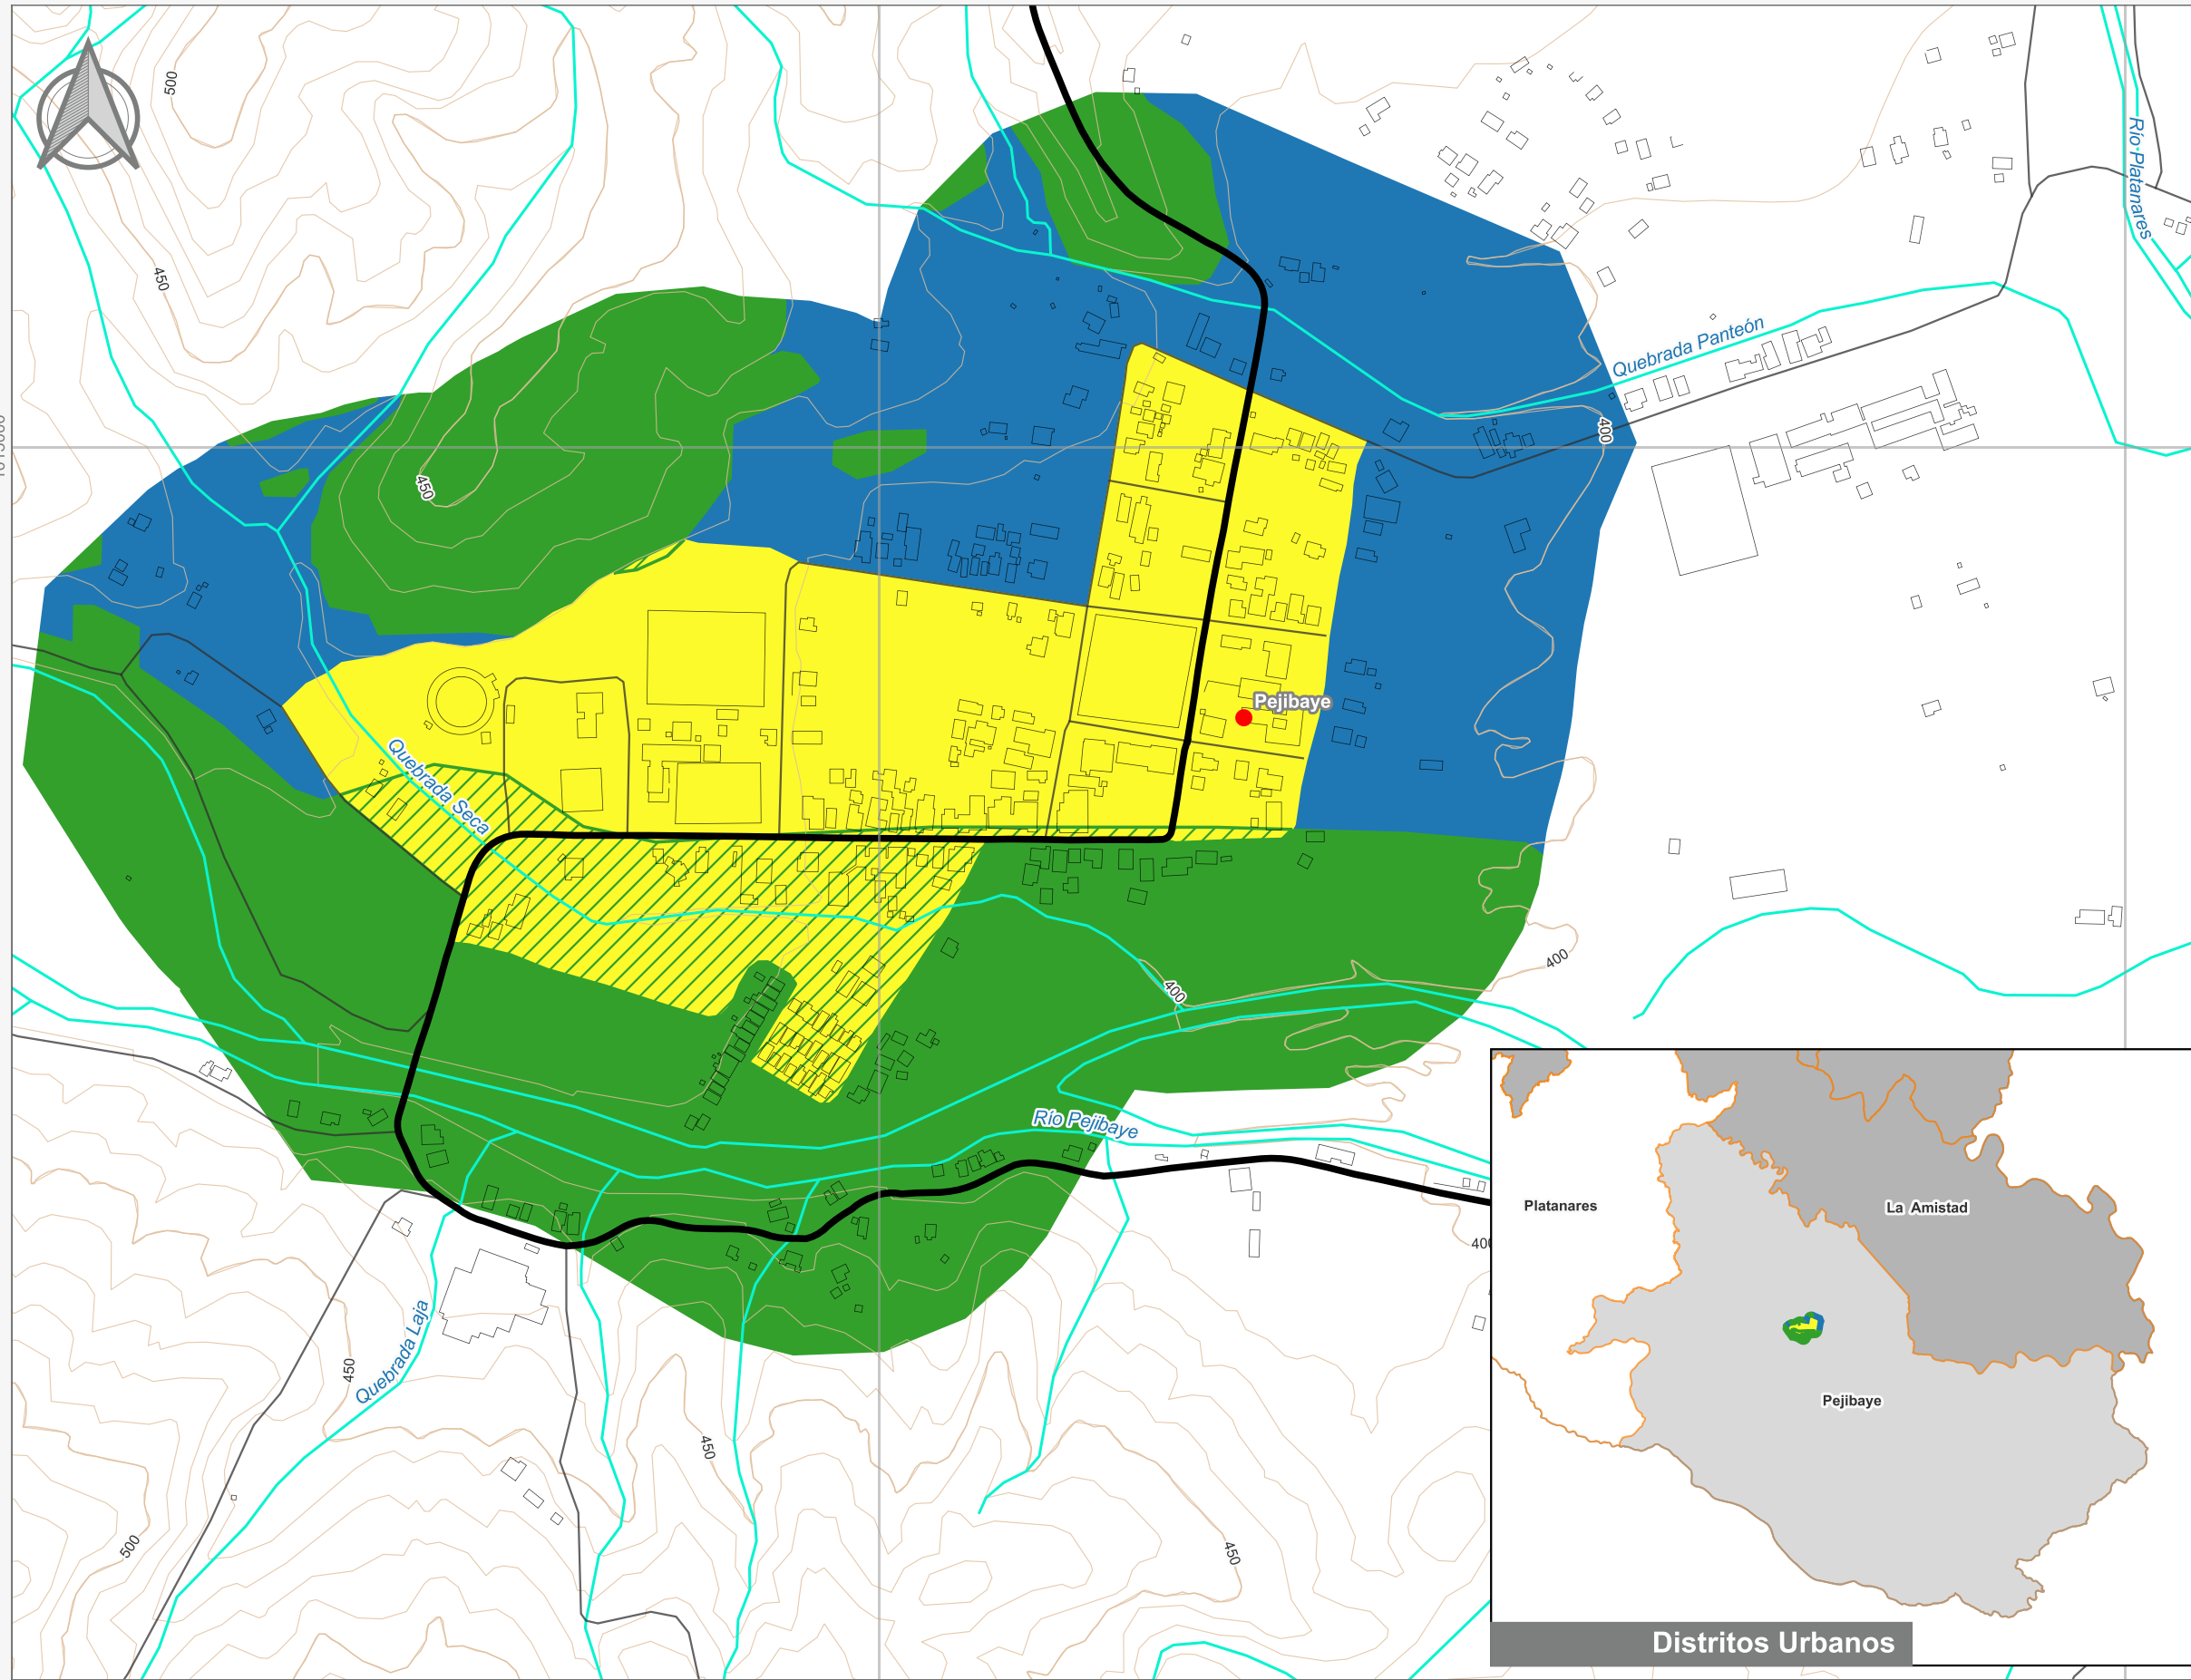 500
Río Platanares
450
Quebrada Panteón
400
450
Pejibaye
Quebrada Seca
400
400
Río Pejibaye
400
Quebrada Laja
450
450
450
500
Platanares
La Amistad
Pejibaye
Distritos Urbanos